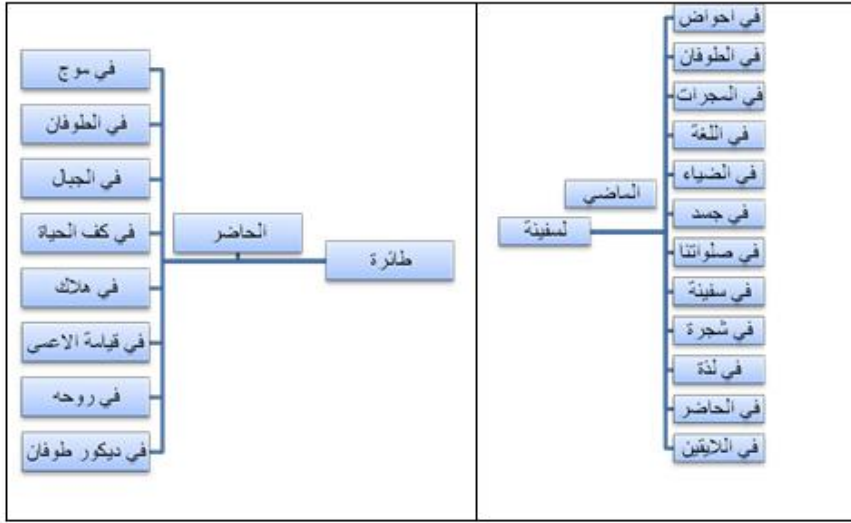 في احواض
في الطوفان
في المجرات
في اللغة
في الضياء
في جسد
في صلواتنا
في سفينة
في شجرة
في لذة
في الحاضر
في اللايقين
الماضي
لسفينة
طائرة
الحاضر
في موج
في الطوفان
في الجبال
في كف الحياة
في هلاك
في قيامة الاعمى
في روحه
في ديكور طوفان